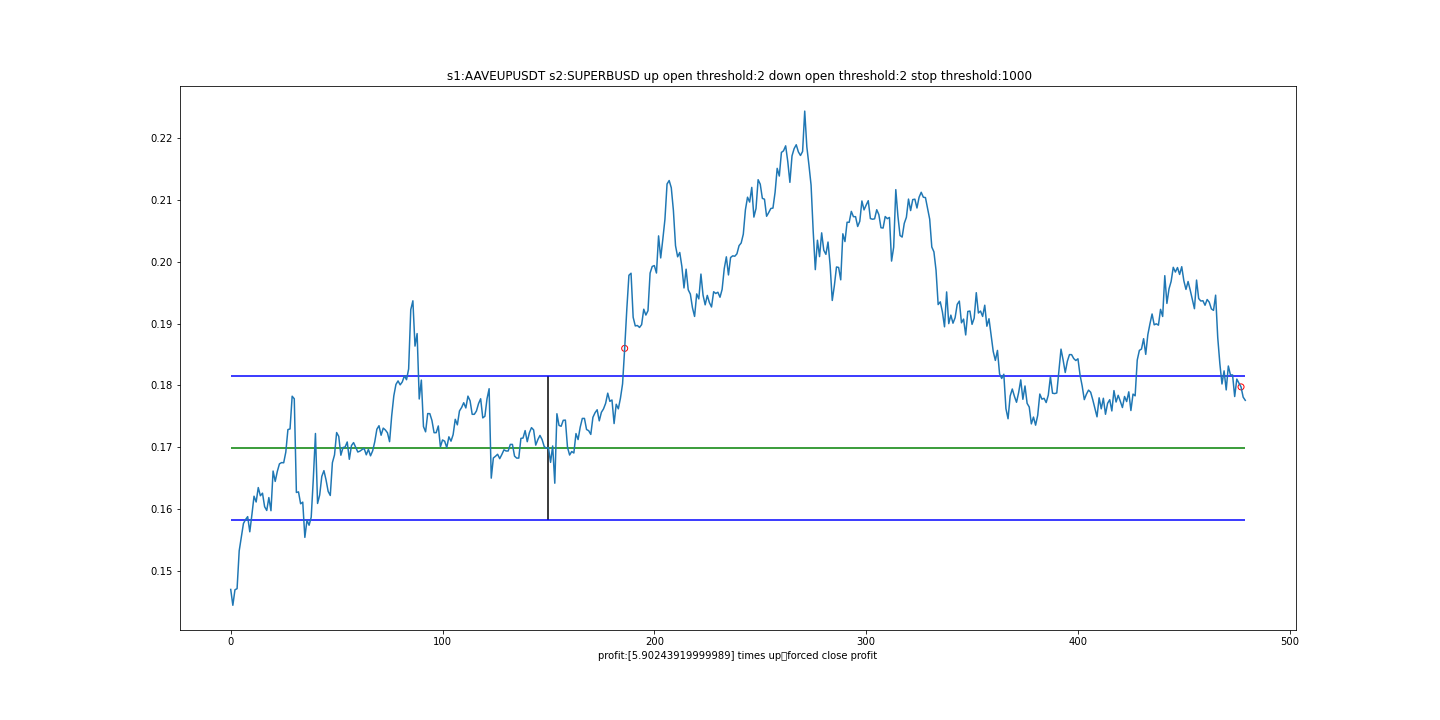 s1:AAVEUPUSDT s2:SUPERBUSD up open threshold:2 down open threshold:2 stop threshold:1000
0.22
0.21
0.20
0.19
0.18
0.17
0.16
0.15
0 100 200 300 400 500
profit:[5.90243919999989] times up▯forced close profit